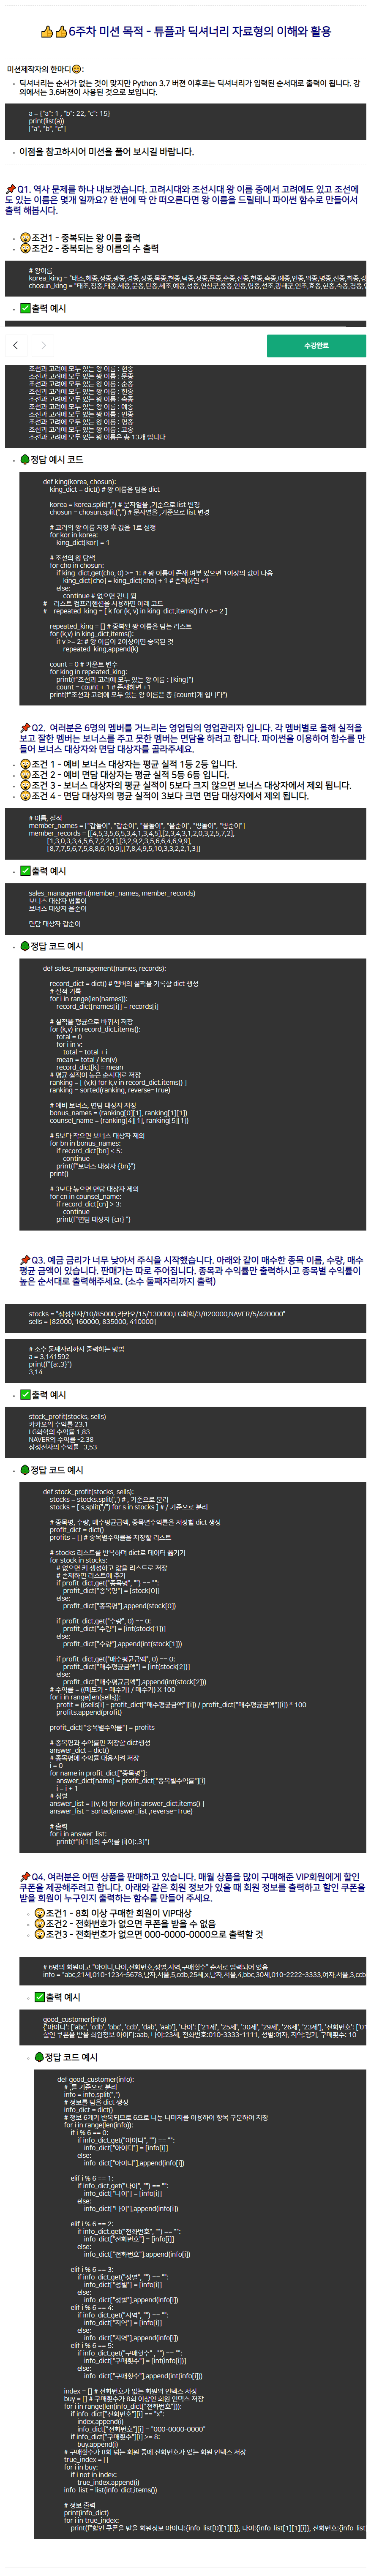 👍👍6주차 미션 목적 - 튜플과 딕셔너리 자료형의 이해와 활용
미션제작자의 한마디😄:
딕셔너리는 순서가 없는 것이 맞지만 Python 3.7 버젼 이후로는 딕셔너리가 입력된 순서대로 출력이 됩니다. 강
의에서는 3.6버젼이 사용된 것으로 보입니다.
a = {"a": 1 , "b": 22, "c": 15}
print(list(a))
["a", "b", "c"]
이점을 참고하시어 미션을 풀어 보시길 바랍니다.
📌Q1. 역사 문제를 하나 내보겠습니다. 고려시대와 조선시대 왕 이름 중에서 고려에도 있고 조선에
도 있는 이름은 몇개 일까요? 한 번에 딱 안 떠오른다면 왕 이름을 드릴테니 파이썬 함수로 만들어서
출력 해봅시다.
😮조건1 - 중복되는 왕 이름 출력
😮조건2 - 중복되는 왕 이름의 수 출력
# 왕이름
korea_king = "태조,혜종,정종,광종,경종,성종,목종,현종,덕종,정종,문종,순종,선종,헌종,숙종,예종,인종,의종,명종,신종,희종,강
chosun_king = "태조,정종,태종,세종,문종,단종,세조,예종,성종,연산군,중종,인종,명종,선조,광해군,인조,효종,현종,숙종,경종,영
✅출력 예시
수강완료
조선과 고려에 모두 있는 왕 이름 : 현종
조선과 고려에 모두 있는 왕 이름 : 문종
조선과 고려에 모두 있는 왕 이름 : 순종
조선과 고려에 모두 있는 왕 이름 : 헌종
조선과 고려에 모두 있는 왕 이름 : 숙종
조선과 고려에 모두 있는 왕 이름 : 예종
조선과 고려에 모두 있는 왕 이름 : 인종
조선과 고려에 모두 있는 왕 이름 : 명종
조선과 고려에 모두 있는 왕 이름 : 고종
조선과 고려에 모두 있는 왕 이름은 총 13개 입니다
🌳정답 예시 코드
def king(korea, chosun):
king_dict = dict() # 왕 이름을 담을 dict
korea = korea.split(",") # 문자열을 ,기준으로 list 변경
chosun = chosun.split(",") # 문자열을 ,기준으로 list 변경
# 고려의 왕 이름 저장 후 값을 1로 설정
for kor in korea:
king_dict[kor] = 1
# 조선의 왕 탐색
for cho in chosun:
if king_dict.get(cho, 0) >= 1: # 왕 이름이 존재 여부 있으면 1이상의 값이 나옴
king_dict[cho] = king_dict[cho] + 1 # 존재하면 +1
else:
continue # 없으면 건너 뜀
# 리스트 컴프리헨션을 사용하면 아래 코드
# repeated_king = [ k for (k, v) in king_dict.items() if v >= 2 ]
repeated_king = [] # 중복된 왕 이름을 담는 리스트
for (k,v) in king_dict.items():
if v >= 2: # 왕 이름이 2이상이면 중복된 것
repeated_king.append(k)
count = 0 # 카운트 변수
for king in repeated_king:
print(f"조선과 고려에 모두 있는 왕 이름 : {king}")
count = count + 1 # 존재하면 +1
print(f"조선과 고려에 모두 있는 왕 이름은 총 {count}개 입니다")
📌Q2. 여러분은 6명의 멤버를 거느리는 영업팀의 영업관리자 입니다. 각 멤버별로 올해 실적을
보고 잘한 멤버는 보너스를 주고 못한 멤버는 면담을 하려고 합니다. 파이썬을 이용하여 함수를 만
들어 보너스 대상자와 면담 대상자를 골라주세요.
😮조건 1 - 예비 보너스 대상자는 평균 실적 1등 2등 입니다.
😮조건 2 - 예비 면담 대상자는 평균 실적 5등 6등 입니다.
😮조건 3 - 보너스 대상자의 평균 실적이 5보다 크지 않으면 보너스 대상자에서 제외 됩니다.
😮조건 4 - 면담 대상자의 평균 실적이 3보다 크면 면담 대상자에서 제외 됩니다.
# 이름, 실적
member_names = ["갑돌이", "갑순이", "을돌이", "을순이", "병돌이", "병순이"]
member_records = [[4,5,3,5,6,5,3,4,1,3,4,5],[2,3,4,3,1,2,0,3,2,5,7,2],
[1,3,0,3,3,4,5,6,7,2,2,1],[3,2,9,2,3,5,6,6,4,6,9,9],
[8,7,7,5,6,7,5,8,8,6,10,9],[7,8,4,9,5,10,3,3,2,2,1,3]]
✅출력 예시
sales_management(member_names, member_records)
보너스 대상자 병돌이
보너스 대상자 을순이
면담 대상자 갑순이
🌳정답 코드 예시
def sales_management(names, records):
record_dict = dict() # 멤버의 실적을 기록할 dict 생성
# 실적 기록
for i in range(len(names)):
record_dict[names[i]] = records[i]
# 실적을 평균으로 바꿔서 저장
for (k,v) in record_dict.items():
total = 0
for i in v:
total = total + i
mean = total / len(v)
record_dict[k] = mean
# 평균 실적이 높은 순서대로 저장
ranking = [ (v,k) for k,v in record_dict.items() ]
ranking = sorted(ranking, reverse=True)
# 예비 보너스, 면담 대상자 저장
bonus_names = (ranking[0][1], ranking[1][1])
counsel_name = (ranking[4][1], ranking[5][1])
# 5보다 작으면 보너스 대상자 제외
for bn in bonus_names:
if record_dict[bn] < 5:
continue
print(f"보너스 대상자 {bn}")
print()
# 3보다 높으면 면담 대상자 제외
for cn in counsel_name:
if record_dict[cn] > 3:
continue
print(f"면담 대상자 {cn} ")
📌Q3. 예금 금리가 너무 낮아서 주식을 시작했습니다. 아래와 같이 매수한 종목 이름, 수량, 매수
평균 금액이 있습니다. 판매가는 따로 주어집니다. 종목과 수익률만 출력하시고 종목별 수익률이
높은 순서대로 출력해주세요. (소수 둘째자리까지 출력)
stocks = "삼성전자/10/85000,카카오/15/130000,LG화학/3/820000,NAVER/5/420000"
sells = [82000, 160000, 835000, 410000]
# 소수 둘째자리까지 출력하는 방법
a = 3.141592
print(f"{a:.3}")
3.14
✅출력 예시
stock_profit(stocks, sells)
카카오의 수익률 23.1
LG화학의 수익률 1.83
NAVER의 수익률 -2.38
삼성전자의 수익률 -3.53
🌳정답 코드 예시
def stock_profit(stocks, sells):
stocks = stocks.split(',') # , 기준으로 분리
stocks = [ s.split("/") for s in stocks ] # / 기준으로 분리
# 종목명, 수량, 매수평균금액, 종목별수익률을 저장할 dict 생성
profit_dict = dict()
profits = [] # 종목별수익률을 저장할 리스트
# stocks 리스트를 반복하며 dict로 데이터 옮기기
for stock in stocks:
# 없으면 키 생성하고 값을 리스트로 저장
# 존재하면 리스트에 추가
if profit_dict.get("종목명", "") == "":
profit_dict["종목명"] = [stock[0]]
else:
profit_dict["종목명"].append(stock[0])
if profit_dict.get("수량", 0) == 0:
profit_dict["수량"] = [int(stock[1])]
else:
profit_dict["수량"].append(int(stock[1]))
if profit_dict.get("매수평균금액", 0) == 0:
profit_dict["매수평균금액"] = [int(stock[2])]
else:
profit_dict["매수평균금액"].append(int(stock[2]))
# 수익률 = ((매도가 - 매수가) / 매수가) X 100
for i in range(len(sells)):
profit = ((sells[i] - profit_dict["매수평균금액"][i]) / profit_dict["매수평균금액"][i]) * 100
profits.append(profit)
profit_dict["종목별수익률"] = profits
# 종목명과 수익률만 저장할 dict생성
answer_dict = dict()
# 종목명에 수익률 대응시켜 저장
i = 0
for name in profit_dict["종목명"]:
answer_dict[name] = profit_dict["종목별수익률"][i]
i = i + 1
# 정렬
answer_list = [(v, k) for (k,v) in answer_dict.items() ]
answer_list = sorted(answer_list ,reverse=True)
# 출력
for i in answer_list:
print(f"{i[1]}의 수익률 {i[0]:.3}")
📌Q4. 여러분은 어떤 상품을 판매하고 있습니다. 매월 상품을 많이 구매해준 VIP회원에게 할인
쿠폰을 제공해주려고 합니다. 아래와 같은 회원 정보가 있을 때 회원 정보를 출력하고 할인 쿠폰을
받을 회원이 누구인지 출력하는 함수를 만들어 주세요.
😮조건1 - 8회 이상 구매한 회원이 VIP대상
😮조건2 - 전화번호가 없으면 쿠폰을 받을 수 없음
😮조건3 - 전화번호가 없으면 000-0000-0000으로 출력할 것
# 6명의 회원이고 "아이디,나이,전화번호,성별,지역,구매횟수" 순서로 입력되어 있음
info = "abc,21세,010-1234-5678,남자,서울,5,cdb,25세,x,남자,서울,4,bbc,30세,010-2222-3333,여자,서울,3,ccb
✅출력 예시
good_customer(info)
{'아이디': ['abc', 'cdb', 'bbc', 'ccb', 'dab', 'aab'], '나이': ['21세', '25세', '30세', '29세', '26세', '23세'], '전화번호': ['01
할인 쿠폰을 받을 회원정보 아이디:aab, 나이:23세, 전화번호:010-3333-1111, 성별:여자, 지역:경기, 구매횟수: 10
🌳정답 코드 예시
def good_customer(info):
# ,를 기준으로 분리
info = info.split(",")
# 정보를 담을 dict 생성
info_dict = dict()
# 정보 6개가 반복되므로 6으로 나눈 나머지를 이용하여 항목 구분하여 저장
for i in range(len(info)):
if i % 6 == 0:
if info_dict.get("아이디", "") == "":
info_dict["아이디"] = [info[i]]
else:
info_dict["아이디"].append(info[i])
elif i % 6 == 1:
if info_dict.get("나이", "") == "":
info_dict["나이"] = [info[i]]
else:
info_dict["나이"].append(info[i])
elif i % 6 == 2:
if info_dict.get("전화번호", "") == "":
info_dict["전화번호"] = [info[i]]
else:
info_dict["전화번호"].append(info[i])
elif i % 6 == 3:
if info_dict.get("성별", "") == "":
info_dict["성별"] = [info[i]]
else:
info_dict["성별"].append(info[i])
elif i % 6 == 4:
if info_dict.get("지역", "") == "":
info_dict["지역"] = [info[i]]
else:
info_dict["지역"].append(info[i])
elif i % 6 == 5:
if info_dict.get("구매횟수" , "") == "":
info_dict["구매횟수"] = [int(info[i])]
else:
info_dict["구매횟수"].append(int(info[i]))
index = [] # 전화번호가 없는 회원의 인덱스 저장
buy = [] # 구매횟수가 8회 이상인 회원 인덱스 저장
for i in range(len(info_dict["전화번호"])):
if info_dict["전화번호"][i] == "x":
index.append(i)
info_dict["전화번호"][i] = "000-0000-0000"
if info_dict["구매횟수"][i] >= 8:
buy.append(i)
# 구매횟수가 8회 넘는 회원 중에 전화번호가 있는 회원 인덱스 저장
true_index = []
for i in buy:
if i not in index:
true_index.append(i)
info_list = list(info_dict.items())
# 정보 출력
print(info_dict)
for i in true_index:
print(f"할인 쿠폰을 받을 회원정보 아이디:{info_list[0][1][i]}, 나이:{info_list[1][1][i]}, 전화번호:{info_list